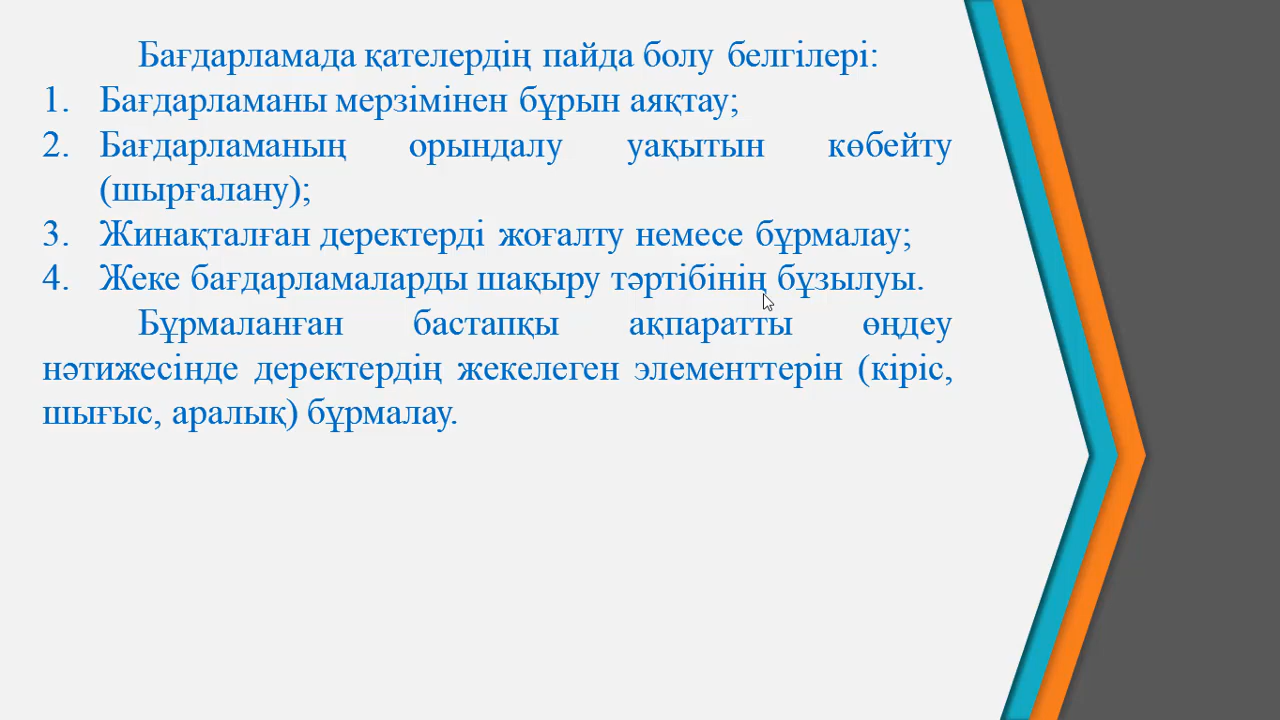 Бағдарламада қателердің пайда болу белгілері:
1. Бағдарламаны мерзімінен бұрын аяқтау;
2. Бағдарламаның орындалу уақытын көбейту
(шырғалану);
3. Жинақталған деректерді жоғалту немесе бұрмалау;
4. Жеке бағдарламаларды шақыру тәртібінің бұзылуы.
Бұрмаланған бастапқы ақпаратты өңдеу
нәтижесінде деректердің жекелеген элементтерін (кіріс,
шығыс, аралық) бұрмалау.